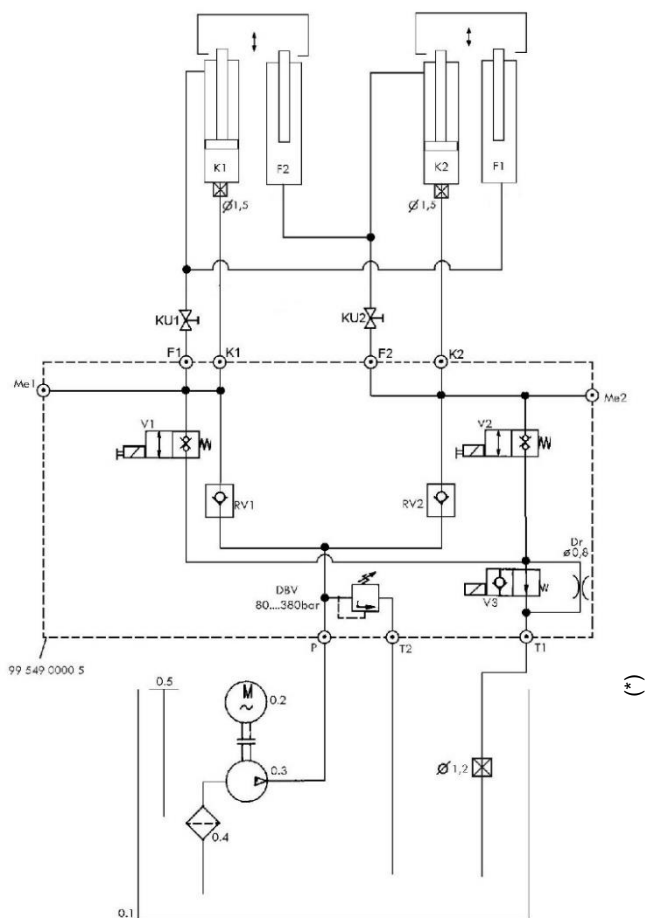 K1
F2
K2
F1
Ø1,5
Ø1,5
KU1
KU2
F1
K1
F2
K2
Me1
Me2
V1
V2
RV1
RV2
Dr
ø0,8
DBV
80....380bar
V3
P
T2
T1
99 549 0000 5
(*)
0.5
M
~
0.2
0.3
Ø 1,2
0.4
0.1